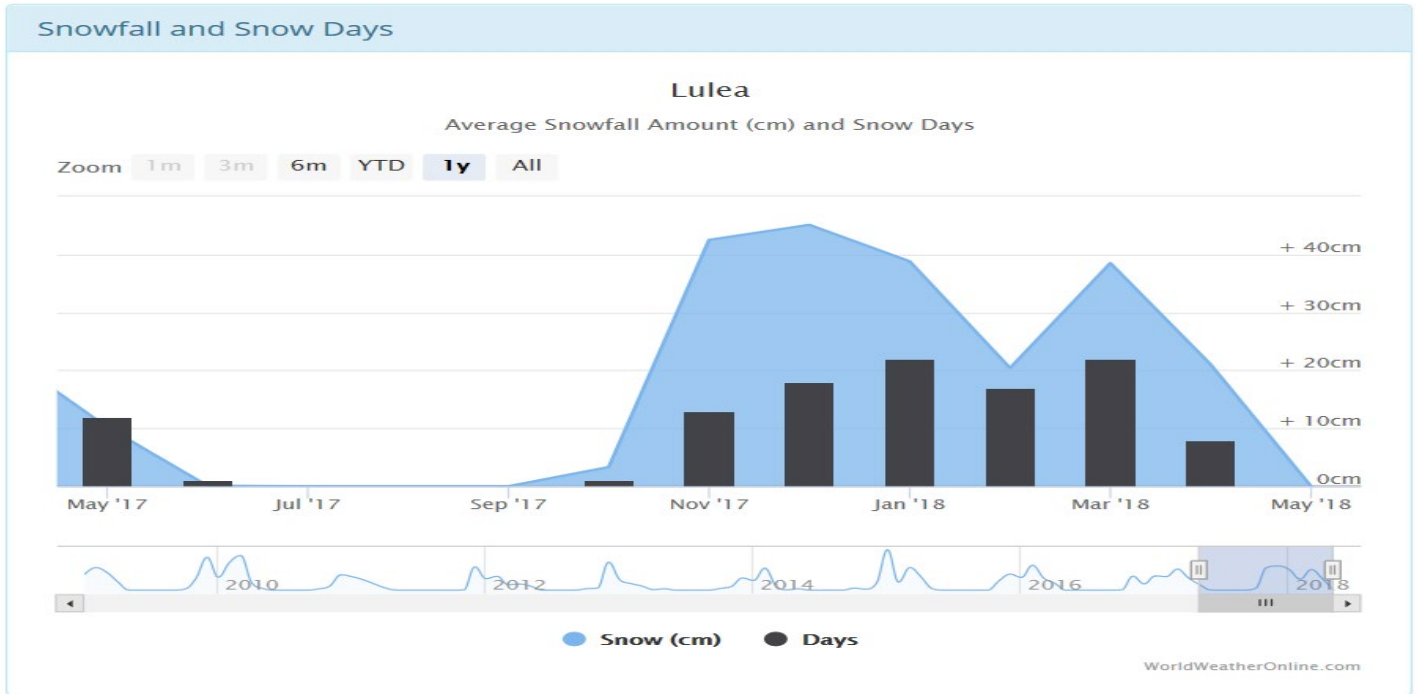 Snowfall and Snow Days
Lulea
Average Snowfall Amount (cm) and Snow Days
Zoom 1m 3m 6m YTD 1y All
+ 40cm
+ 30cm
+ 20cm
+ 10cm
0cm
May '17 Jul '17 Sep '17 Nov '17 Jan '18 Mar '18 May '18
2010 2012 2014 2016 2018
Snow (cm) Days
WorldWeatherOnline.com